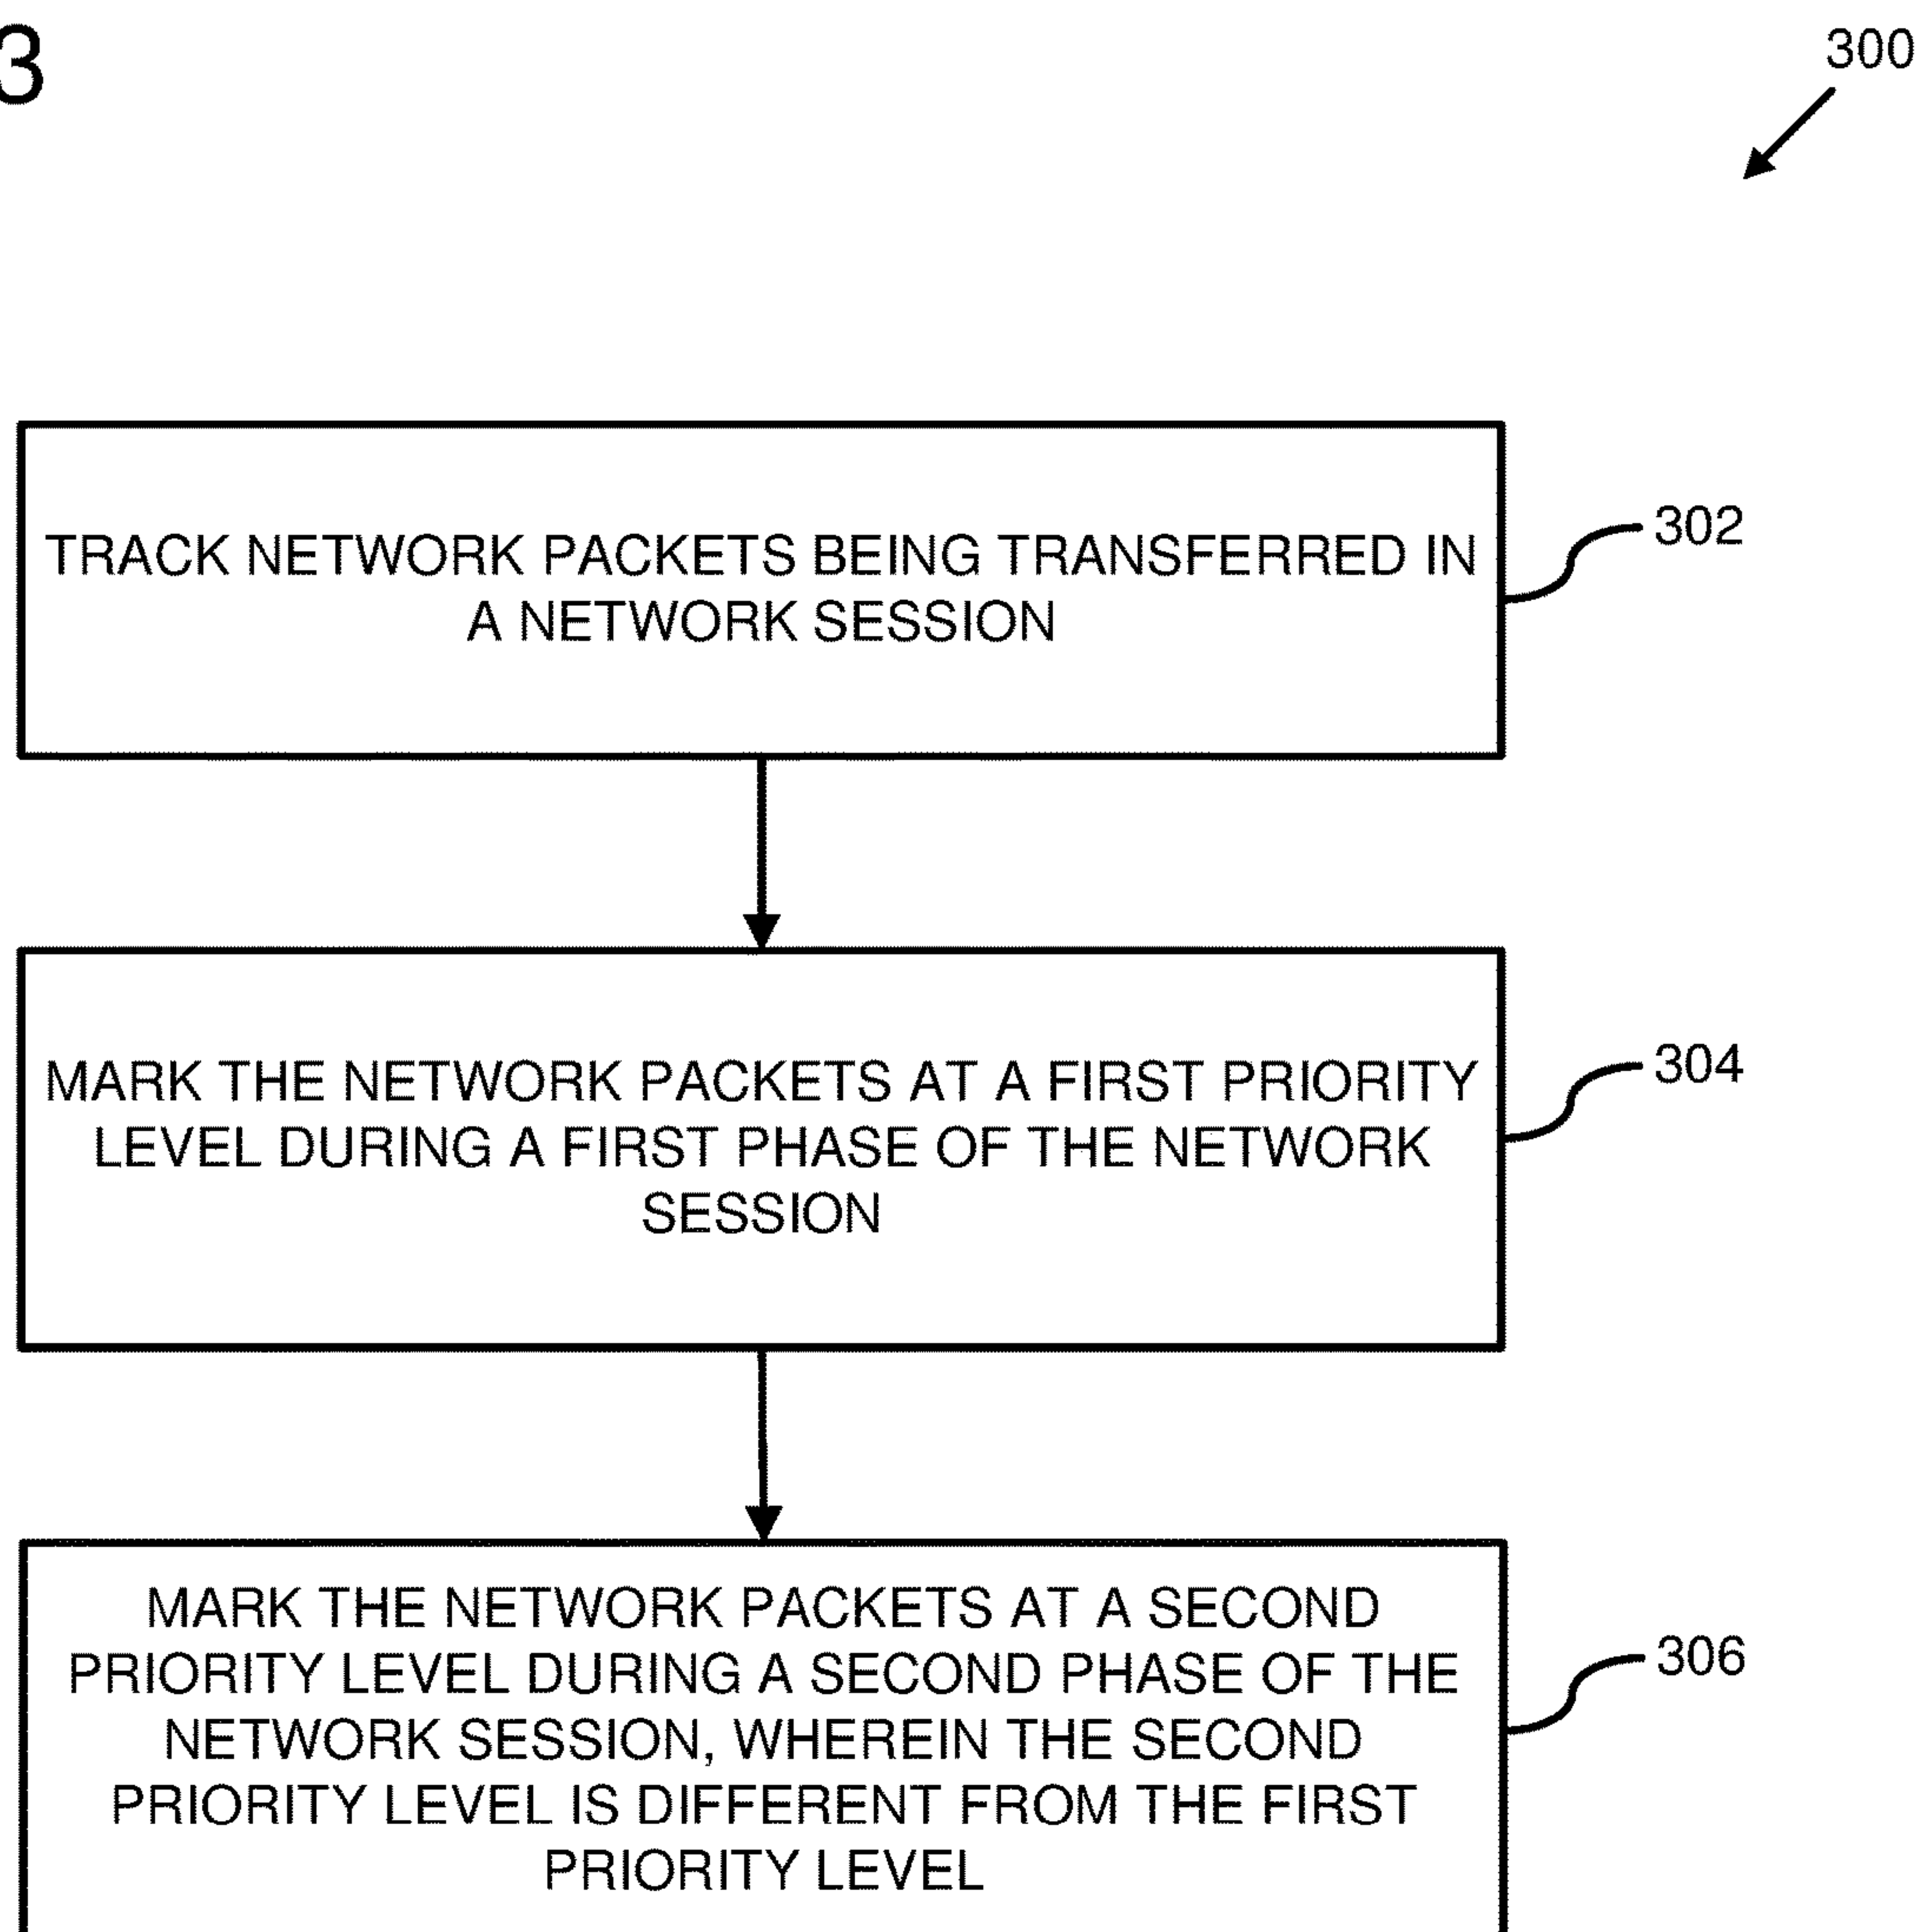 3
300
TRACK NETWORK PACKETS BEING TRANSFERRED IN
A NETWORK SESSION
302
MARK THE NETWORK PACKETS AT A FIRST PRIORITY
LEVEL DURING A FIRST PHASE OF THE NETWORK
SESSION
304
MARK THE NETWORK PACKETS AT A SECOND
PRIORITY LEVEL DURING A SECOND PHASE OF THE
NETWORK SESSION, WHEREIN THE SECOND
PRIORITY LEVEL IS DIFFERENT FROM THE FIRST
PRIORITY LEVEL
306